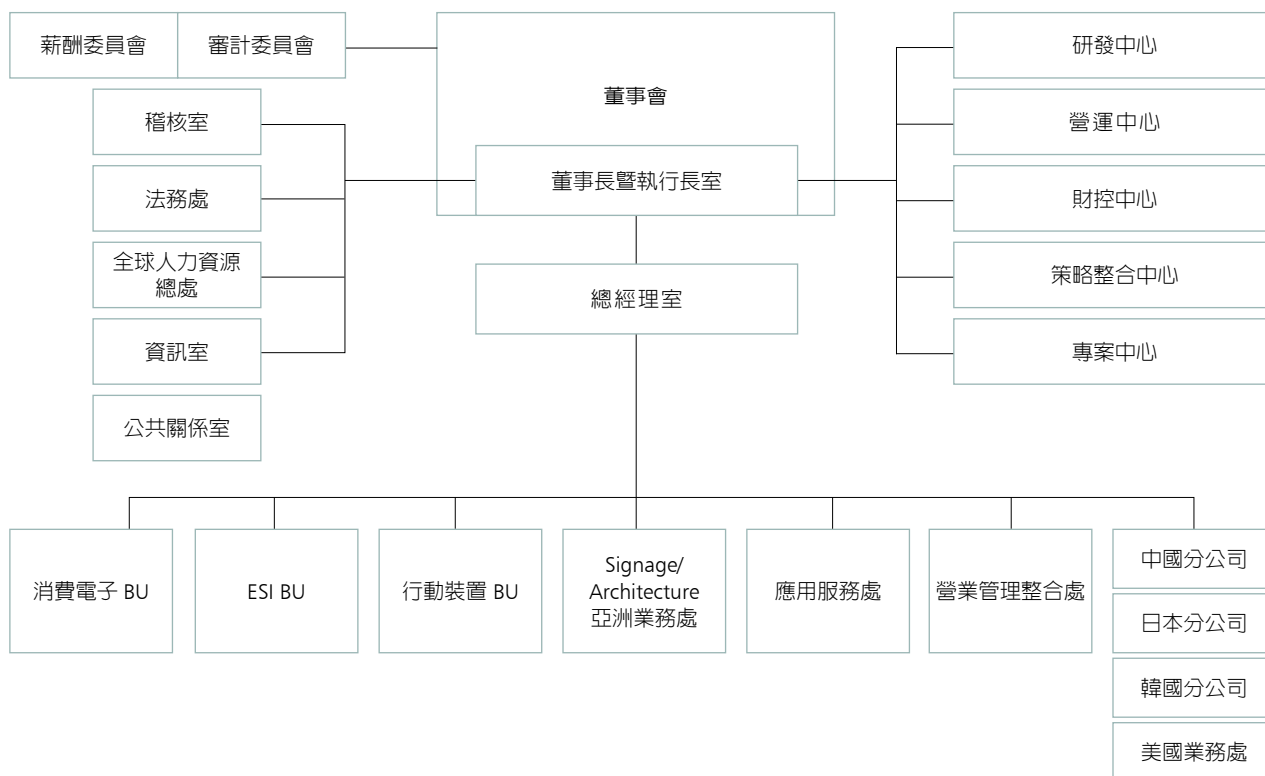 薪酬委員會
審計委員會
董事會
研發中心
稽核室
營運中心
董事長暨執行長室
法務處
財控中心
全球人力資源
總處
總經理室
策略整合中心
資訊室
專案中心
公共關係室
消費電子 BU
ESI BU
行動裝置 BU
Signage/
Architecture
亞洲業務處
應用服務處
營業管理整合處
中國分公司
日本分公司
韓國分公司
美國業務處